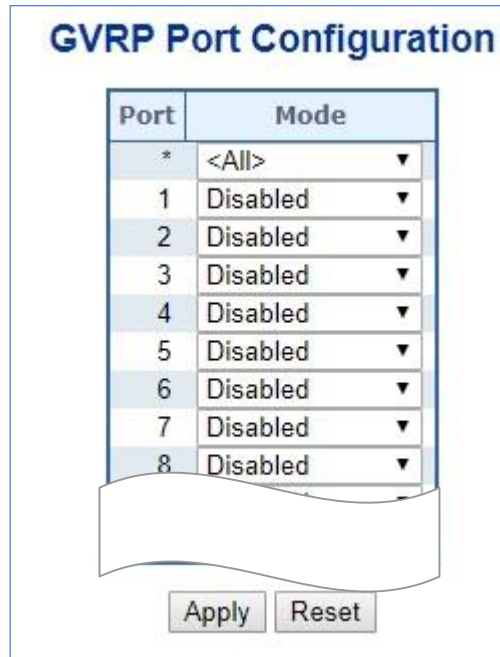 GVRP Port Configuration
Port Mode
* <All>
1 Disabled
2 Disabled
3 Disabled
4 Disabled
5 Disabled
6 Disabled
7 Disabled
8 Disabled
Apply Reset